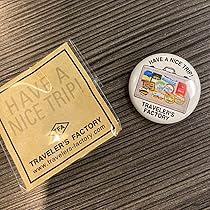 HAVE A
NICE TRIP!
TRAVELER'S FACTORY
www.travelers-factory.com
HAVE A NICE TRIP!
TRAVELER'S
FACTORY